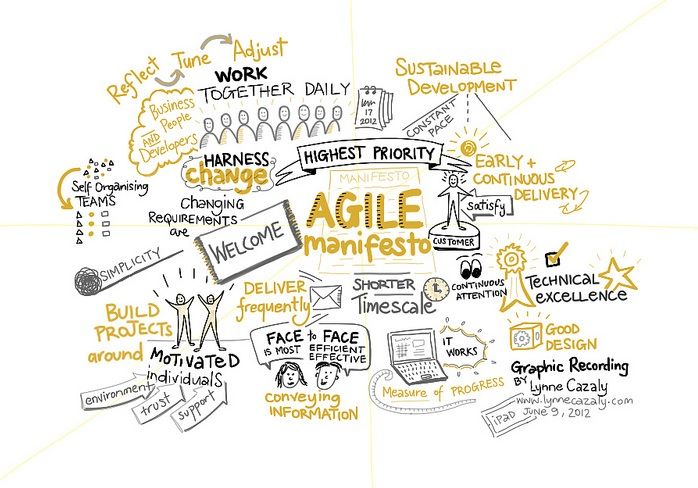 Reflect Tune Adjust
WORK
TOGETHER DAILY
Business
People
AND
Developers
17
2012
SUSTAINABLE
DEVELOPMENT
CONSTANT
PACE
HARNESS
change
HIGHEST PRIORITY
MANIFESTO
AGILE
manifesto
EARLY +
CONTINUOUS
DELIVERY
Satisfy
CUSTOMER
Self Organising
TEAMS
CHANGING
REQUIREMENTS
are
WELCOME
SIMPLICITY
BUILD
PROJECTS
around
MOTIVATED
individuals
environment
trust
support
DELIVER
frequently
SHORTER
Timescale
CONTINUOUS
ATTENTION
Technical
excellence
FACE to FACE
IS MOST EFFICIENT
EFFECTIVE
conveying
INFORMATION
IT
WORKS
Measure of PROGRESS
GOOD
DESIGN
Graphic Recording
BY Lynne Cazaly
www.lynnecazaly.com
iPAD JUNE 9, 2012